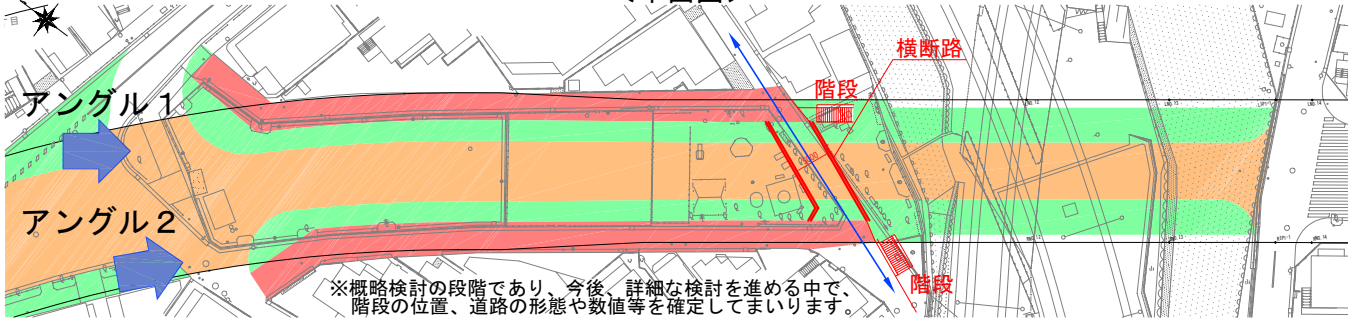 アングル１
アングル２
横断路
階段
階段
※概略検討の段階であり、今後、詳細な検討を進める中で、
階段の位置、道路の形態や数値等を確定してまいります。